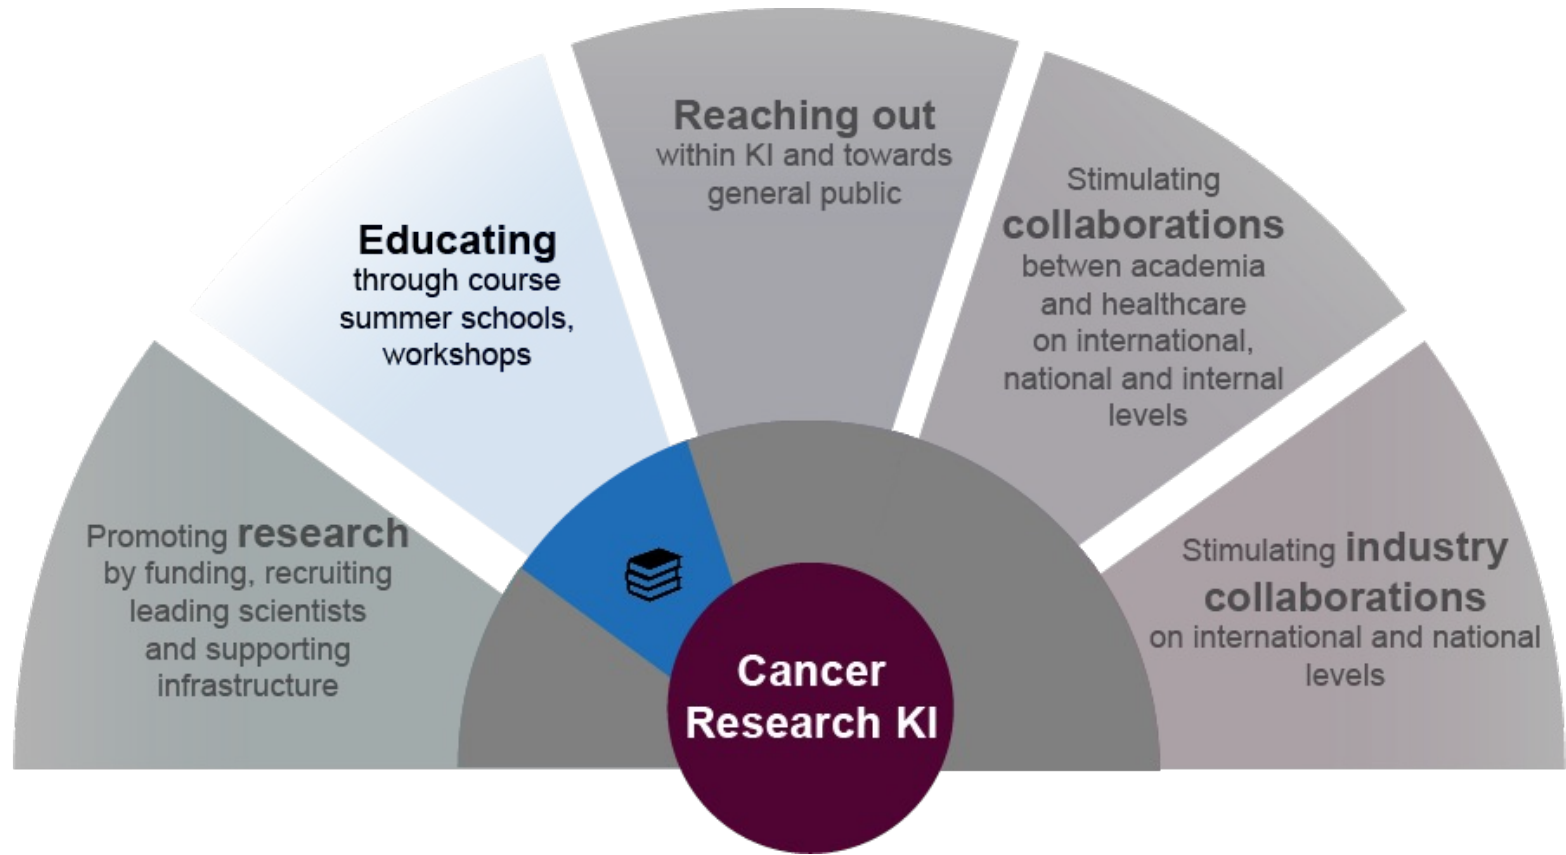 Reaching out
within KI and towards
general public
Educating
through course
summer schools,
workshops
Stimulating
collaborations
betwen academia
and healthcare
on international,
national and internal
levels
Promoting research
by funding, recruiting
leading scientists
and supporting
infrastructure
Stimulating industry
collaborations
on international and national
levels
Cancer
Research KI